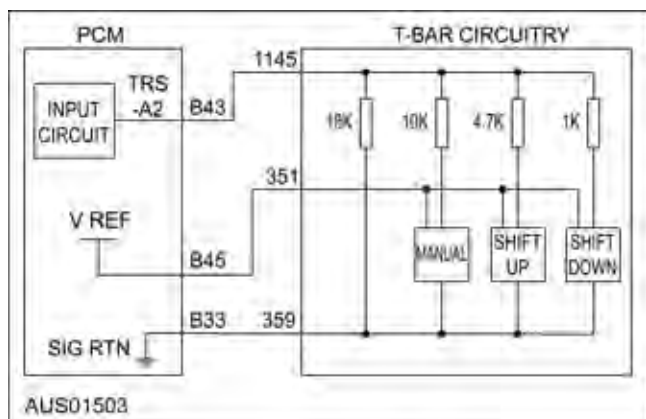 PCM
T-BAR CIRCUITRY
1145
TRS
-A2
B43
INPUT
CIRCUIT
18K
10K
4.7K
1K
351
V REF
MANUAL
SHIFT
UP
SHIFT
DOWN
B45
B33
359
SIG RTN
AUS01503